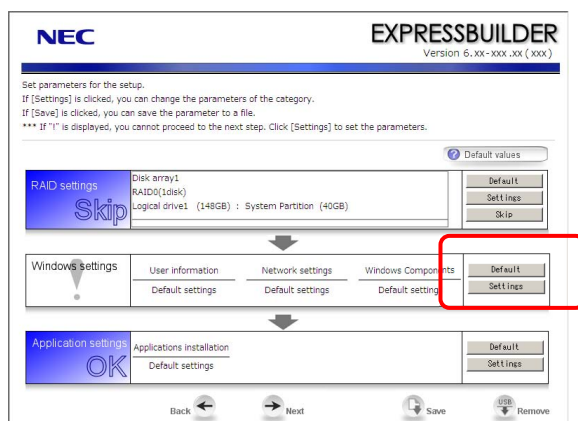 NEC
EXPRESSBUILDER
Version 6.xx-xxx.xx (xxx)
Set parameters for the setup.
If [Settings] is clicked, you can change the parameters of the category.
If [Save] is clicked, you can save the parameter to a file.
*** If "!" is displayed, you cannot proceed to the next step. Click [Settings] to set the parameters.
? Default values
RAID settings
Skip
Disk array1
RAID0(1disk)
Logical drive1 (148GB) : System Partition (40GB)
Default
Settings
Skip
Windows settings
!
User information Network settings Windows Components
Default settings Default settings Default setting
Default
Settings
Application settings
OK
Applications installation
Default settings
Default
Settings
Back Next Save USB Remove